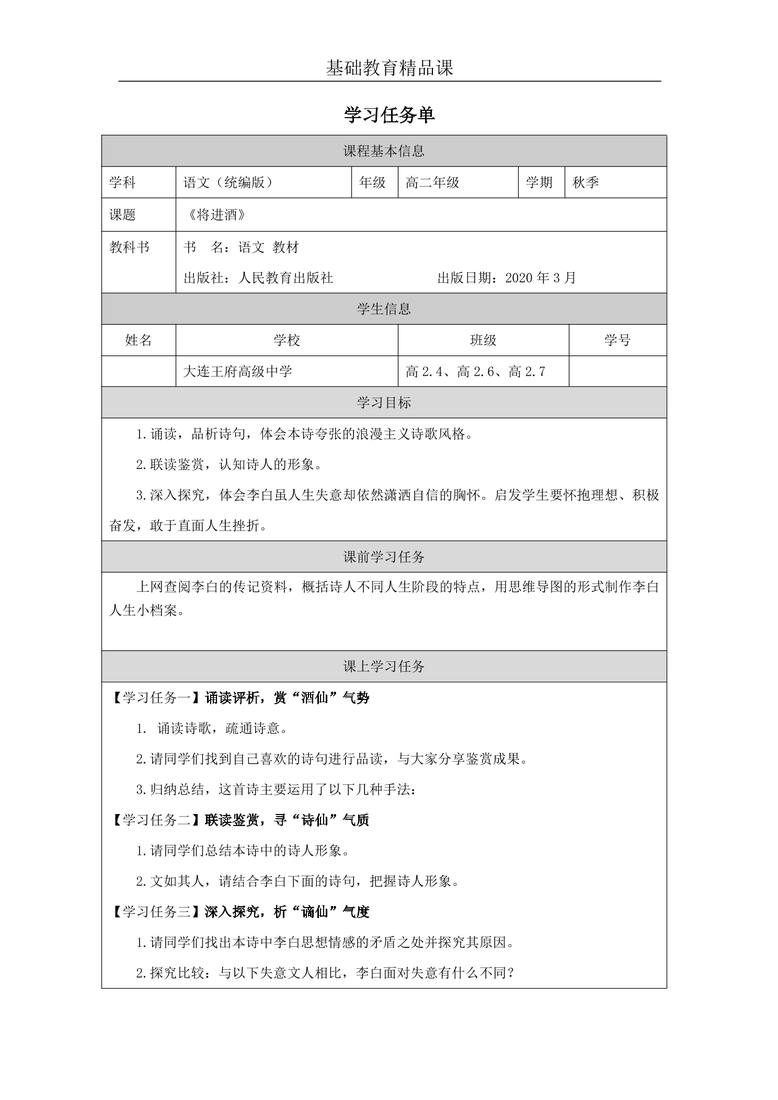 基础教育精品课
学习任务单
课程基本信息
学科 语文（统编版） 年级 高二年级 学期 秋季
课题 《将进酒》
教科书 书 名：语文 教材
出版社：人民教育出版社 出版日期：2020 年 3 月
学生信息
姓名 学校 班级 学号
大连王府高级中学 高 2.4、高 2.6、高 2.7
学习目标
1.诵读，品析诗句，体会本诗夸张的浪漫主义诗歌风格。
2.联读鉴赏，认知诗人的形象。
3.深入探究，体会李白虽人生失意却依然潇洒自信的胸怀。启发学生要怀抱理想、积极
奋发，敢于直面人生挫折。
课前学习任务
上网查阅李白的传记资料，概括诗人不同人生阶段的特点，用思维导图的形式制作李白
人生小档案。
课上学习任务
【学习任务一】诵读评析，赏“酒仙”气势
1. 诵读诗歌，疏通诗意。
2.请同学们找到自己喜欢的诗句进行品读，与大家分享鉴赏成果。
3.归纳总结，这首诗主要运用了以下几种手法：
【学习任务二】联读鉴赏，寻“诗仙”气质
1.请同学们总结本诗中的诗人形象。
2.文如其人，请结合李白下面的诗句，把握诗人形象。
【学习任务三】深入探究，析“谪仙”气度
1.请同学们找出本诗中李白思想情感的矛盾之处并探究其原因。
2.探究比较：与以下失意文人相比，李白面对失意有什么不同？